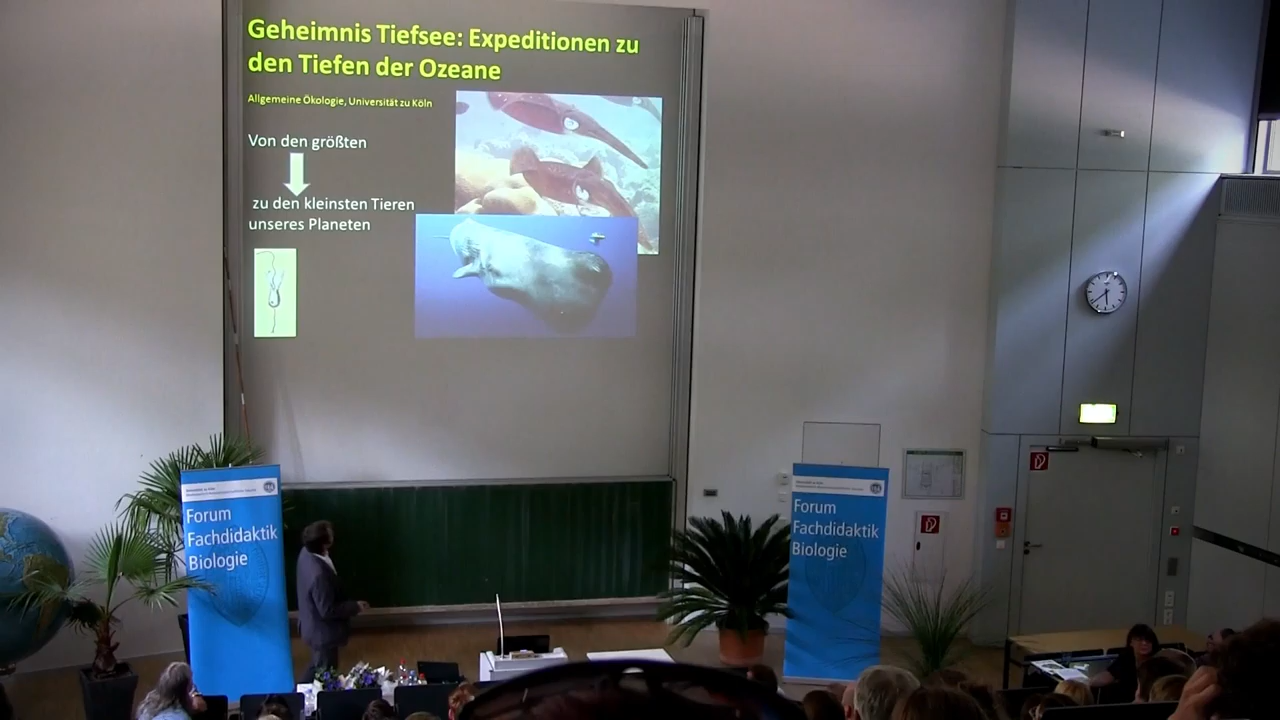 Geheimnis Tiefsee: Expeditionen zu
den Tiefen der Ozeane
Allgemeine Ökologie, Universität zu Köln
Von den größten
zu den kleinsten Tieren
unseres Planeten
Forum
Fachdidaktik
Biologie
Forum
Fachdidaktik
Biologie